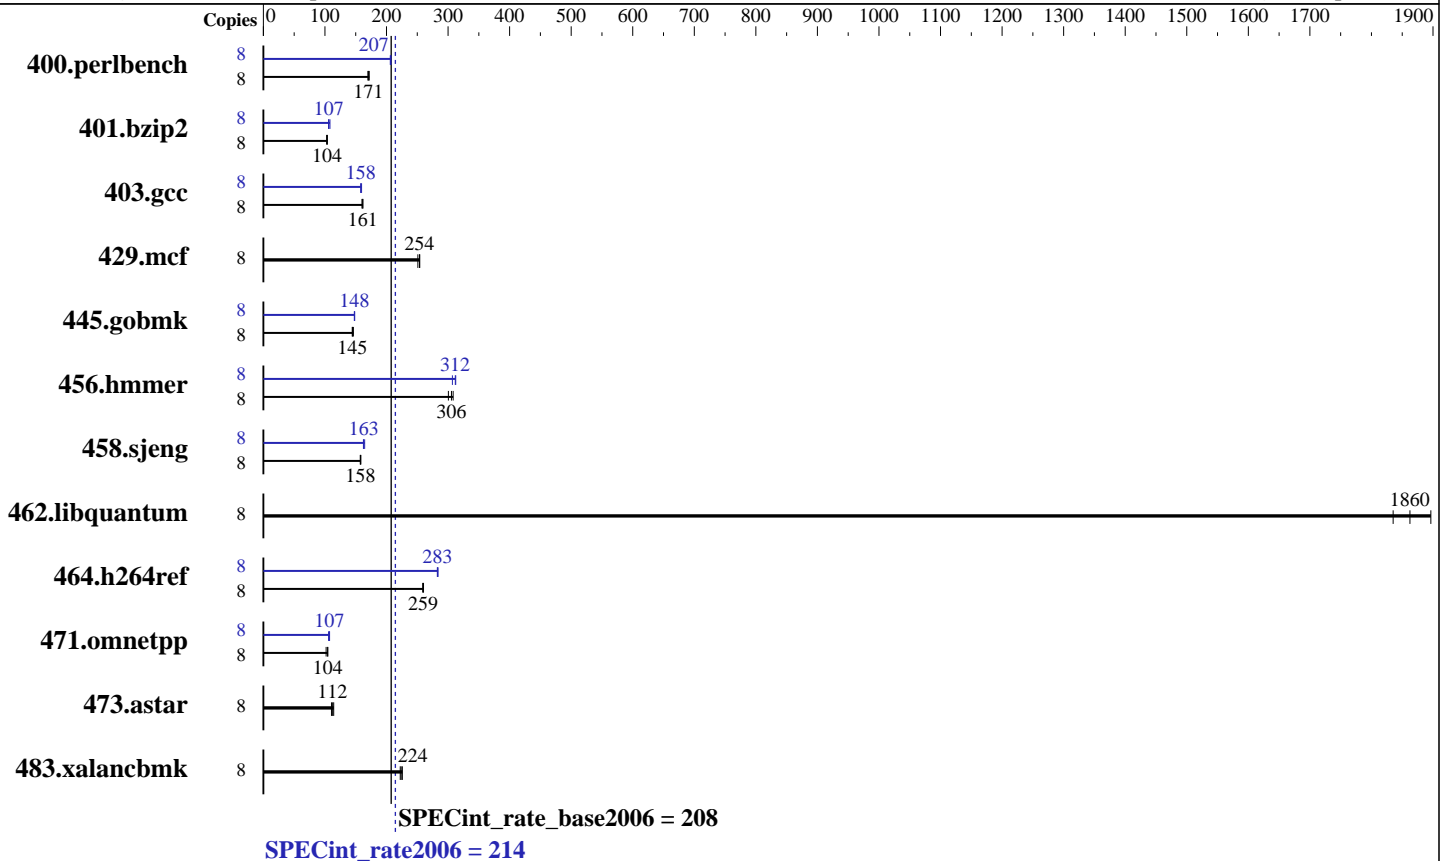 Copies 0 100 200 300 400 500 600 700 800 900 1000 1100 1200 1300 1400 1500 1600 1700 1900
400.perlbench 8 207
8 171
401.bzip2 8 107
8 104
403.gcc 8 158
8 161
429.mcf 8 254
445.gobmk 8 148
8 145
456.hmmer 8 312
8 306
458.sjeng 8 163
8 158
462.libquantum 8 1860
464.h264ref 8 283
8 259
471.omnetpp 8 107
8 104
473.astar 8 112
483.xalancbmk 8 224
SPECint_rate_base2006 = 208
SPECint_rate2006 = 214